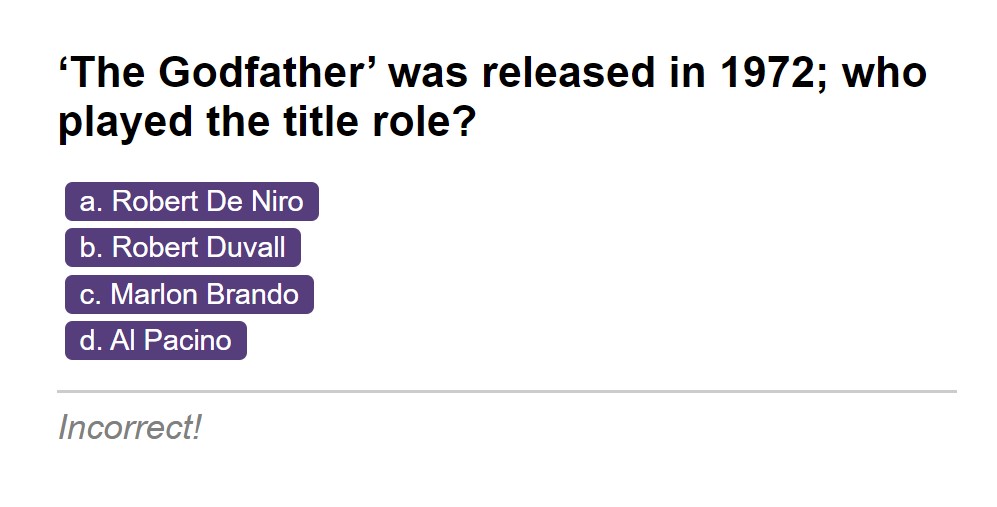 ‘The Godfather’ was released in 1972; who
played the title role?
a. Robert De Niro
b. Robert Duvall
c. Marlon Brando
d. Al Pacino
Incorrect!